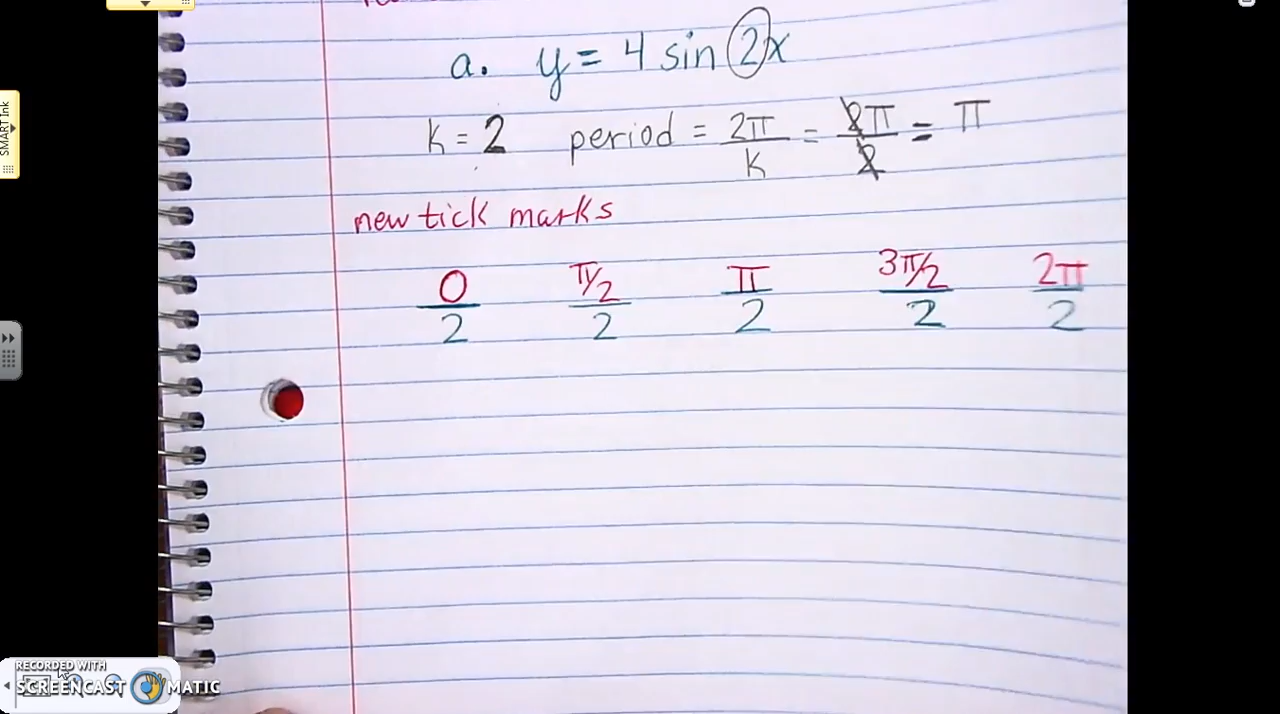 a. y = 4 sin 2x
k = 2 period = 2π/k = 2π/2 = π
new tick marks
0/2 π/2/2 π/2 3π/2/2 2π/2
SMART Ink
RECORDED WITH
SCREENCAST MATIC